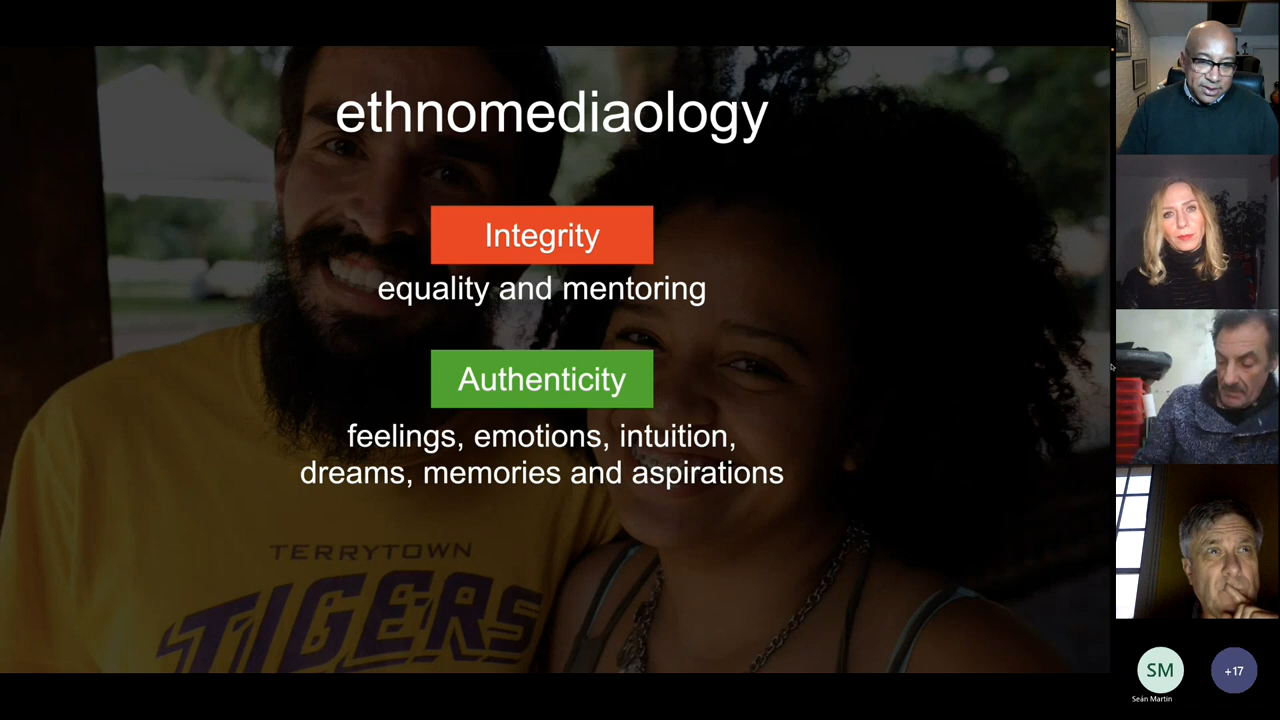 ethnomediaology
Integrity
equality and mentoring
Authenticity
feelings, emotions, intuition,
dreams, memories and aspirations
TERRYTOWN
TIGERS
SM
+17
Seán Martin